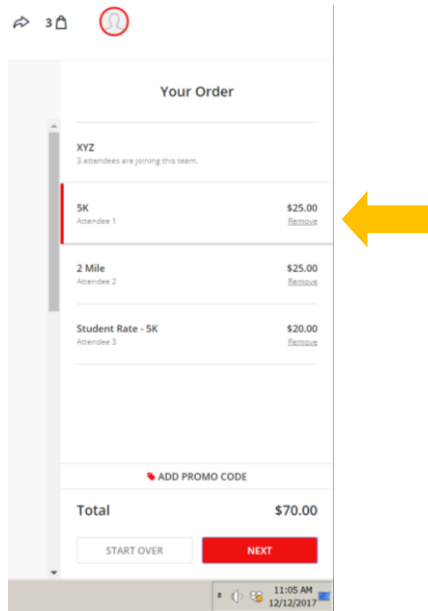 3
Your Order
XYZ
3 attendees are joining this team.
5K $25.00
Attendee 1 Remove
2 Mile $25.00
Attendee 2 Remove
Student Rate - 5K $20.00
Attendee 3 Remove
ADD PROMO CODE
Total $70.00
START OVER NEXT
11:05 AM
12/12/2017